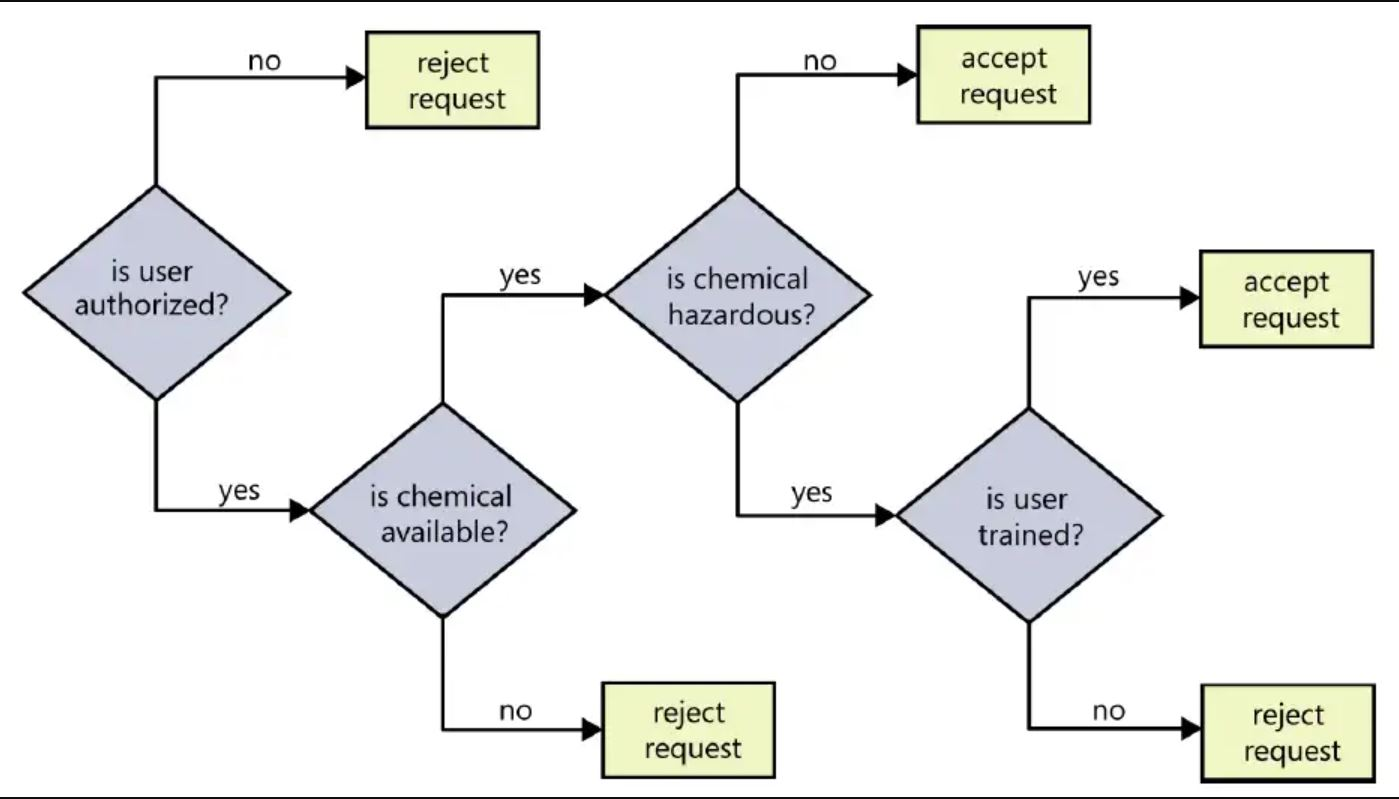 no
reject
request
is user
authorized?
yes
is chemical
available?
yes
no
reject
request
is chemical
hazardous?
no
accept
request
yes
is user
trained?
yes
accept
request
no
reject
request